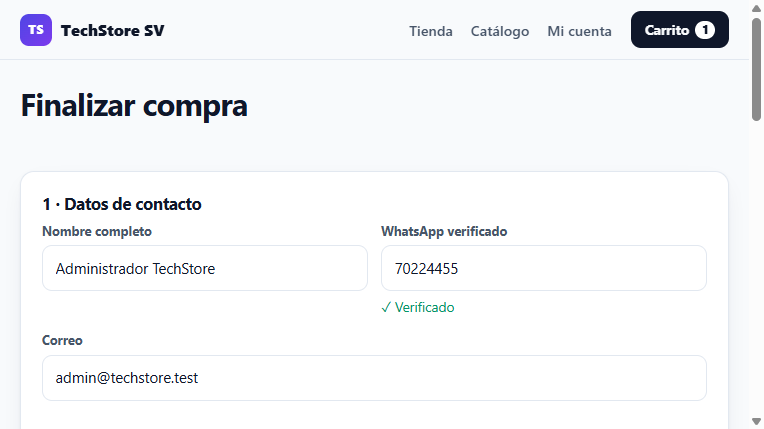 TS TechStore SV Tienda Catálogo Mi cuenta Carrito 1
Finalizar compra
1 · Datos de contacto
Nombre completo WhatsApp verificado
Administrador TechStore 70224455
✓ Verificado
Correo
admin@techstore.test